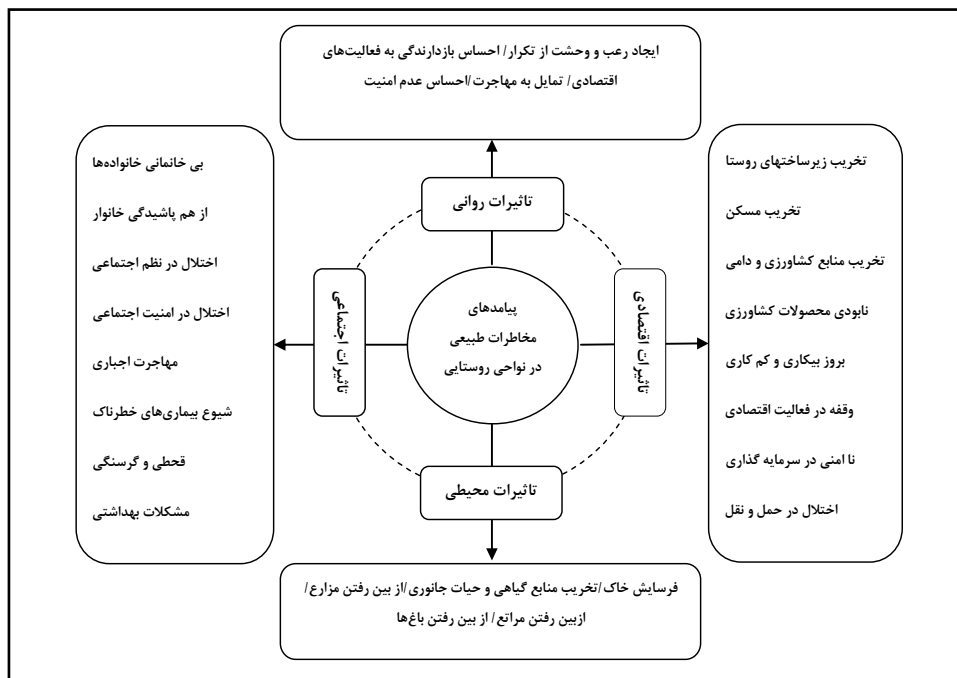 ایجاد رعب و وحشت از تکرار/ احساس بازدارندگی به فعالیت‌های
اقتصادی/ تمایل به مهاجرت/احساس عدم امنیت
تاثیرات روانی
تخریب زیرساختهای روستا
تخریب مسکن
تخریب منابع کشاورزی و دامی
نابودی محصولات کشاورزی
بروز بیکاری و کم کاری
وقفه در فعالیت اقتصادی
نا امنی در سرمایه گذاری
اختلال در حمل و نقل
تاثیرات اقتصادی
پیامدهای
مخاطرات طبیعی
در نواحی روستایی
تاثیرات اجتماعی
بی خانمانی خانواده‌ها
از هم پاشیدگی خانوار
اختلال در نظم اجتماعی
اختلال در امنیت اجتماعی
مهاجرت اجباری
شیوع بیماری‌های خطرناک
قحطی و گرسنگی
مشکلات بهداشتی
تاثیرات محیطی
فرسایش خاک/تخریب منابع گیاهی و حیات جانوری/از بین رفتن مزارع/
ازبین رفتن مراتع/ از بین رفتن باغ‌ها